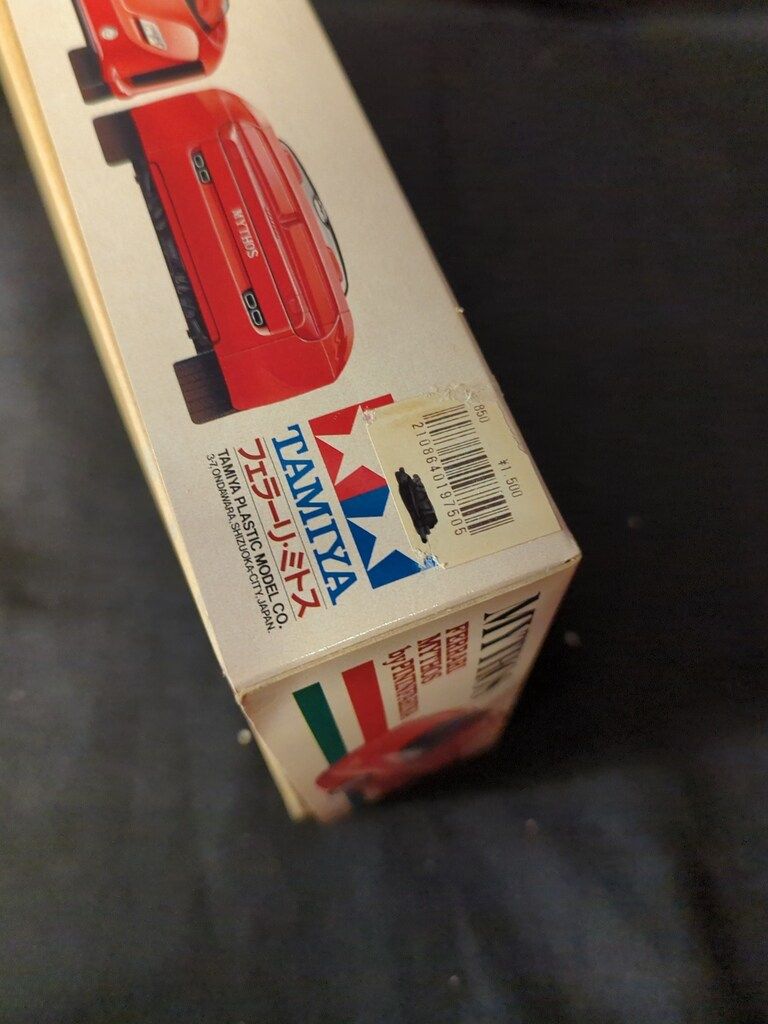 MYTHOS
TAMIYA
フェラーリ・ミトス
TAMIYA PLASTIC MODEL CO.
3-7, ONDAWARA, SHIZUOKA-CITY, JAPAN.
850
¥1,500
2108640197505
MYTHOS
FERRARI
MYTHOS
by PININFARINA